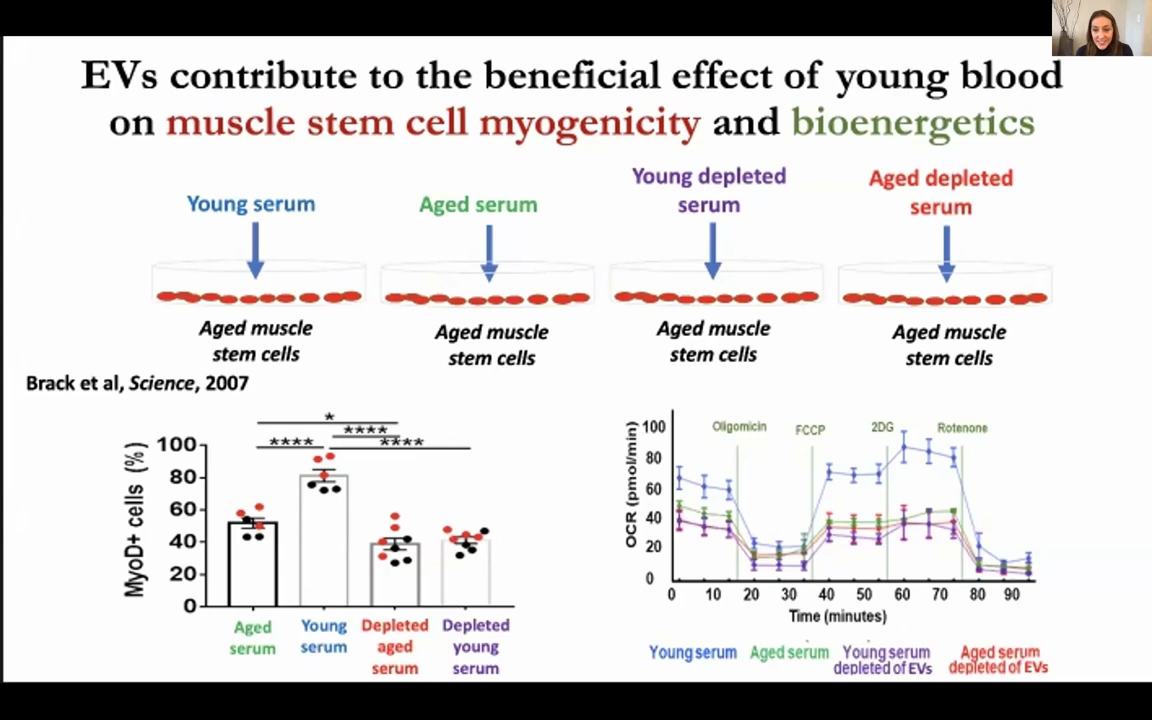 EVs contribute to the beneficial effect of young blood
on muscle stem cell myogenicity and bioenergetics
Young serum
Aged serum
Young depleted
serum
Aged depleted
serum
Aged muscle
stem cells
Aged muscle
stem cells
Aged muscle
stem cells
Aged muscle
stem cells
Brack et al, Science, 2007
*
****
****
****
MyoD+ cells (%)
100
80
60
40
20
0
Aged
serum
Young
serum
Depleted
aged
serum
Depleted
young
serum
OCR (pmol/min)
100
80
60
40
20
0
Oligomicin
FCCP
2DG
Rotenone
0 10 20 30 40 50 60 70 80 90
Time (minutes)
Young serum
Aged serum
Young serum
depleted of EVs
Aged serum
depleted of EVs